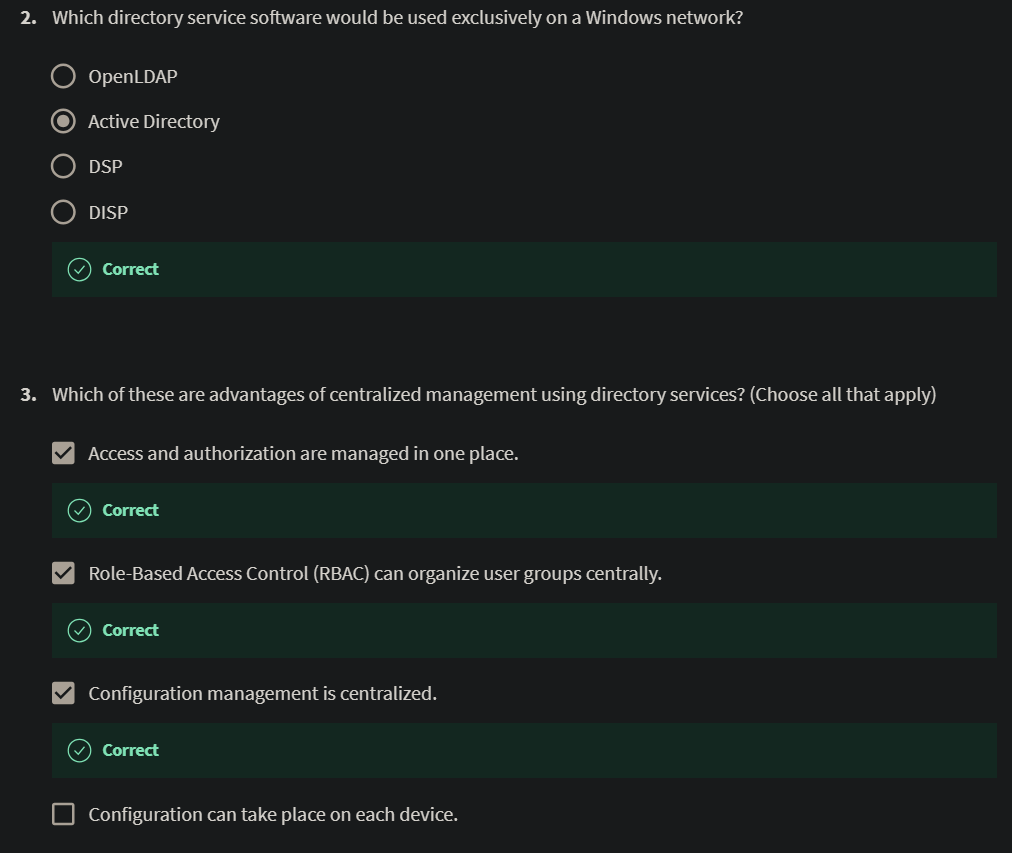 2. Which directory service software would be used exclusively on a Windows network?
OpenLDAP
Active Directory
DSP
DISP
Correct
3. Which of these are advantages of centralized management using directory services? (Choose all that apply)
Access and authorization are managed in one place.
Correct
Role-Based Access Control (RBAC) can organize user groups centrally.
Correct
Configuration management is centralized.
Correct
Configuration can take place on each device.